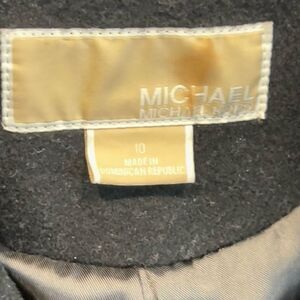 MICHAEL
MICHAEL KORS
10
MADE IN
DOMINICAN REPUBLIC